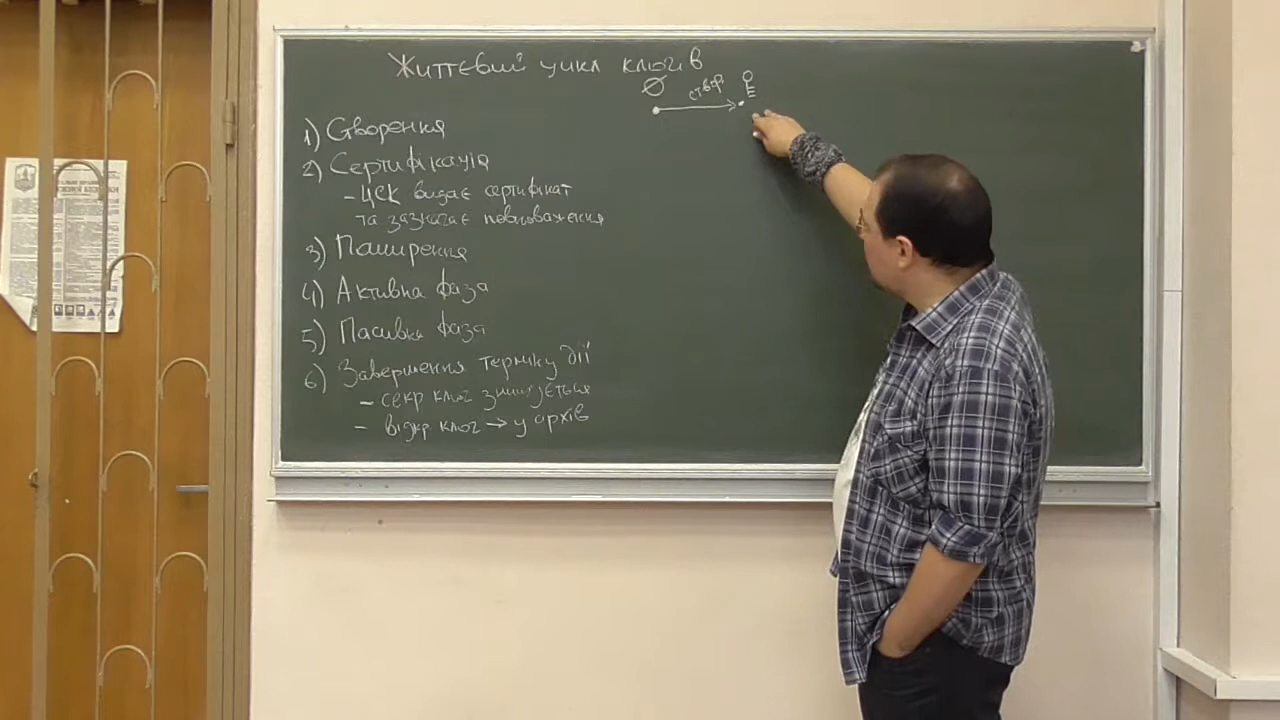 Життєвий цикл ключів
∅ створ.
1) Створення
2) Сертифікація
- ЦСК видає сертифікат
та зазначає повноваження
3) Поширення
4) Активна фаза
5) Пасивна фаза
6) Завершення терміну дії
- секр ключ знищується
- відкр ключ → у архів